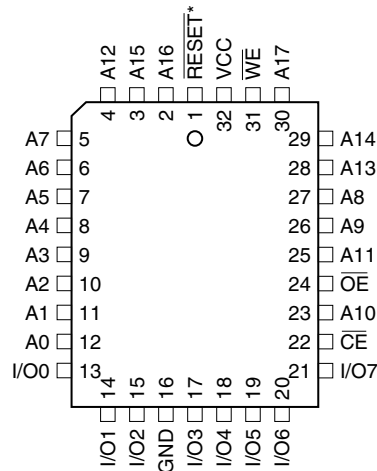 A12
A15
A16
RESET*
VCC
WE
A17
4
3
2
1
32
31
30
A7 5
A6 6
A5 7
A4 8
A3 9
A2 10
A1 11
A0 12
I/O0 13
29 A14
28 A13
27 A8
26 A9
25 A11
24 OE
23 A10
22 CE
21 I/O7
14
15
16
17
18
19
20
I/O1
I/O2
GND
I/O3
I/O4
I/O5
I/O6